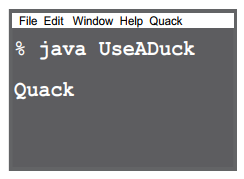 File Edit Window Help Quack
% java UseADuck
Quack